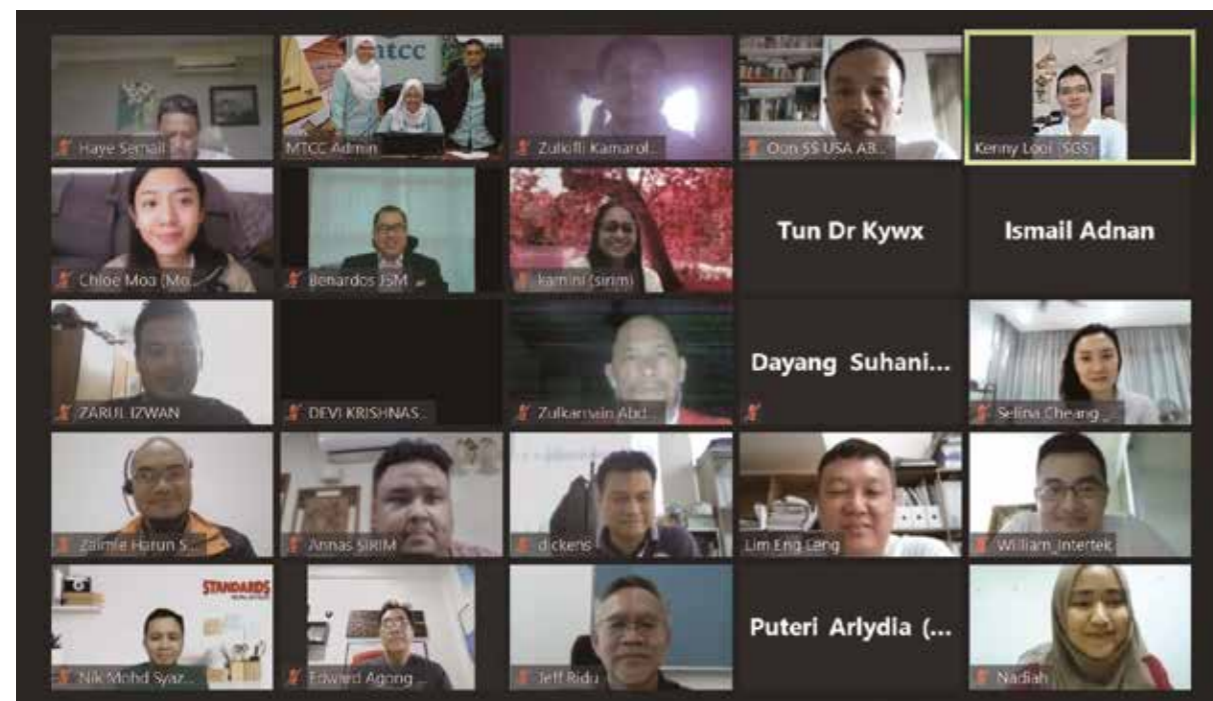 mtcc
Haye Semail
MTCC Admin
Zulkifli Kamarol...
Oon SS USA AB...
Kenny Looi (SGS)
Chloe Moa (Mo...
Benardos JSM
kamini (sirim)
Tun Dr Kywx
Ismail Adnan
ZARUL IZWAN
DEVI KRISHNAS...
Zulkarnain Abd...
Dayang Suhani...
Selina Cheang...
Zaimie Harun S...
Annas SIRIM
dickens
Lim Eng Leng
William_Intertek
STANDARDS
Nik Mohd Syaz...
Edward Agong...
Jeff Ridu
Puteri Arlydia (...
Nadiah